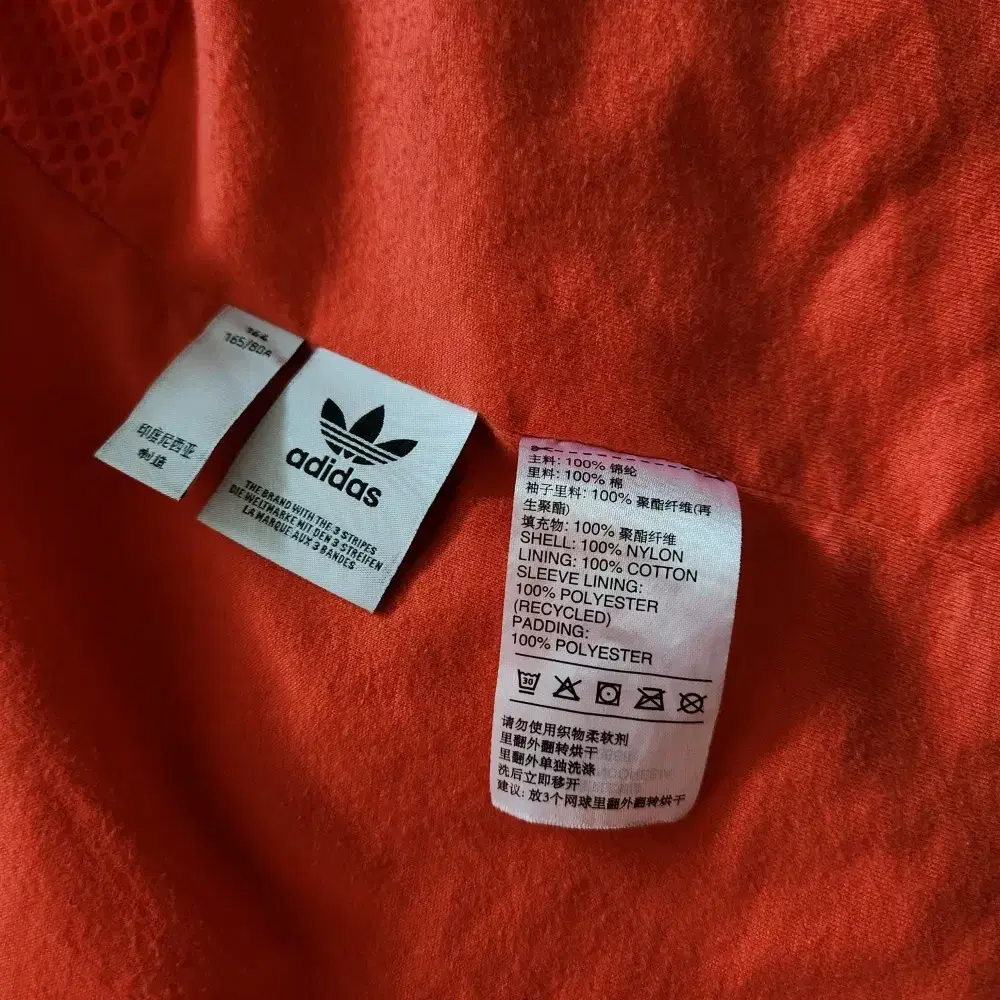 165/80A
印度尼西亚
制造
adidas
THE BRAND WITH THE 3 STRIPES
DIE WELTMARKE MIT DEN 3 STREIFEN
LA MARQUE AUX 3 BANDES
主料: 100% 锦纶
里料: 100% 棉
袖子里料: 100% 聚酯纤维(再
生聚酯)
填充物: 100% 聚酯纤维
SHELL: 100% NYLON
LINING: 100% COTTON
SLEEVE LINING:
100% POLYESTER
(RECYCLED)
PADDING:
100% POLYESTER
30
请勿使用织物柔软剂
里翻外翻转烘干
里翻外单独洗涤
洗后立即移开
建议: 放3个网球里翻外翻转烘干